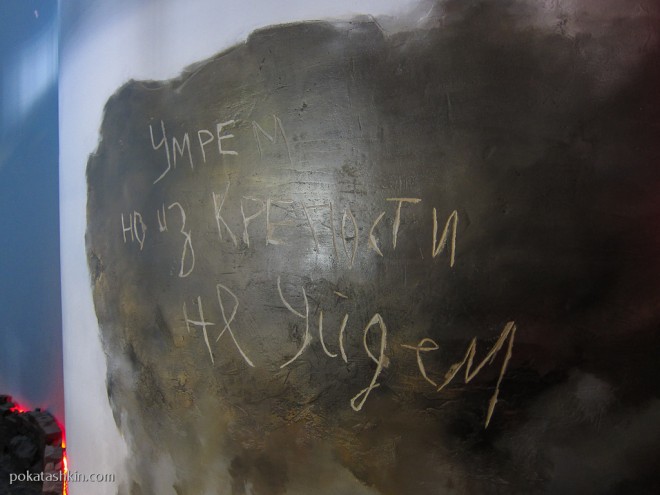 Умрем
но из крепости
не уйдем
pokatashkin.com